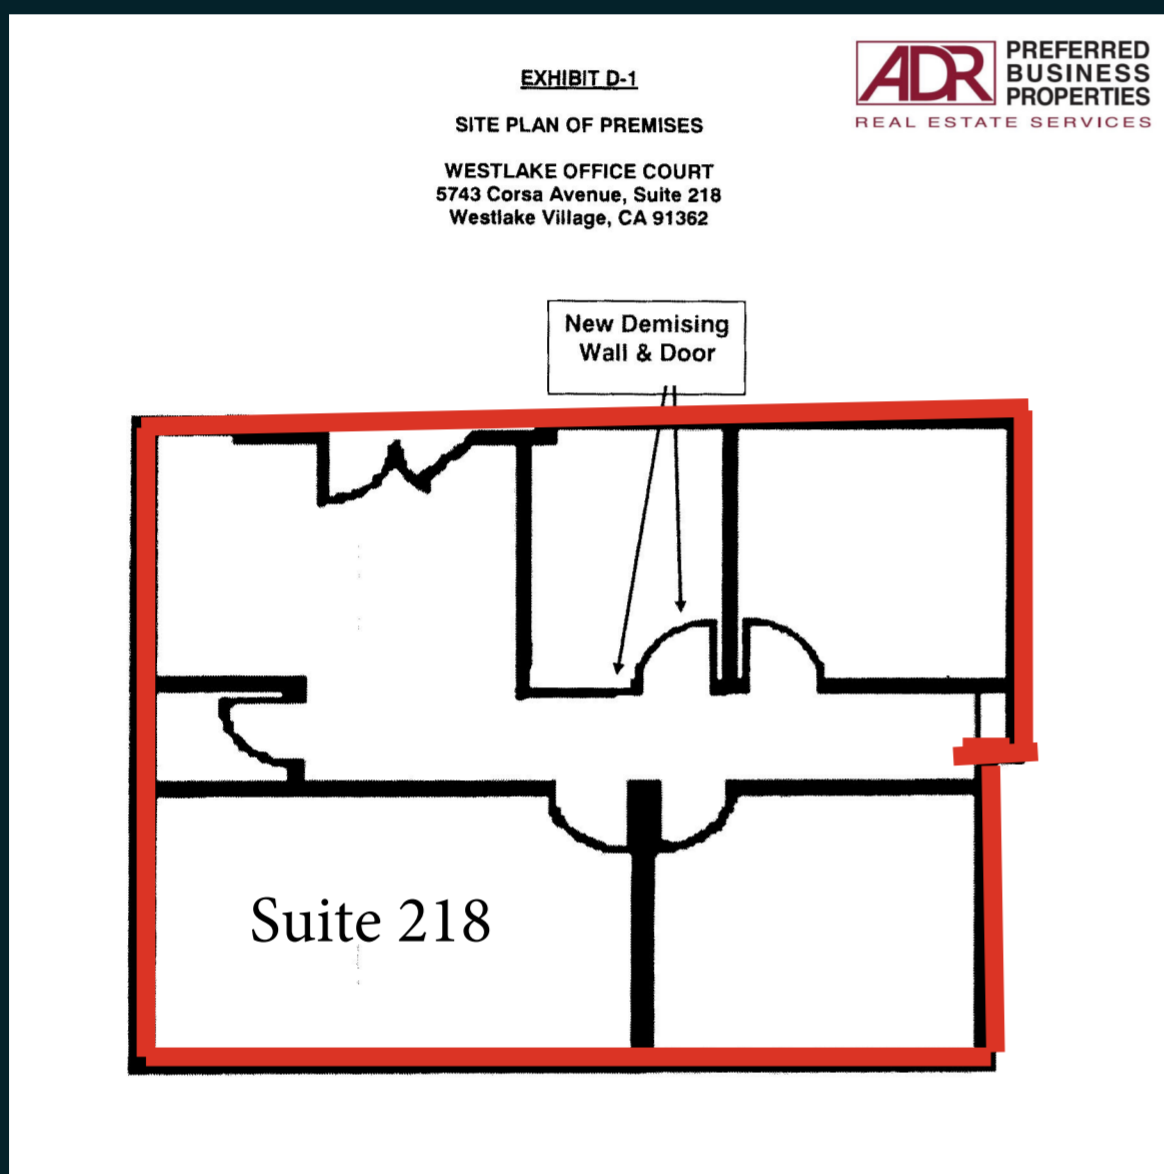 EXHIBIT D-1
ADR PREFERRED
BUSINESS
PROPERTIES
REAL ESTATE SERVICES
SITE PLAN OF PREMISES
WESTLAKE OFFICE COURT
5743 Corsa Avenue, Suite 218
Westlake Village, CA 91362
New Demising
Wall & Door
Suite 218